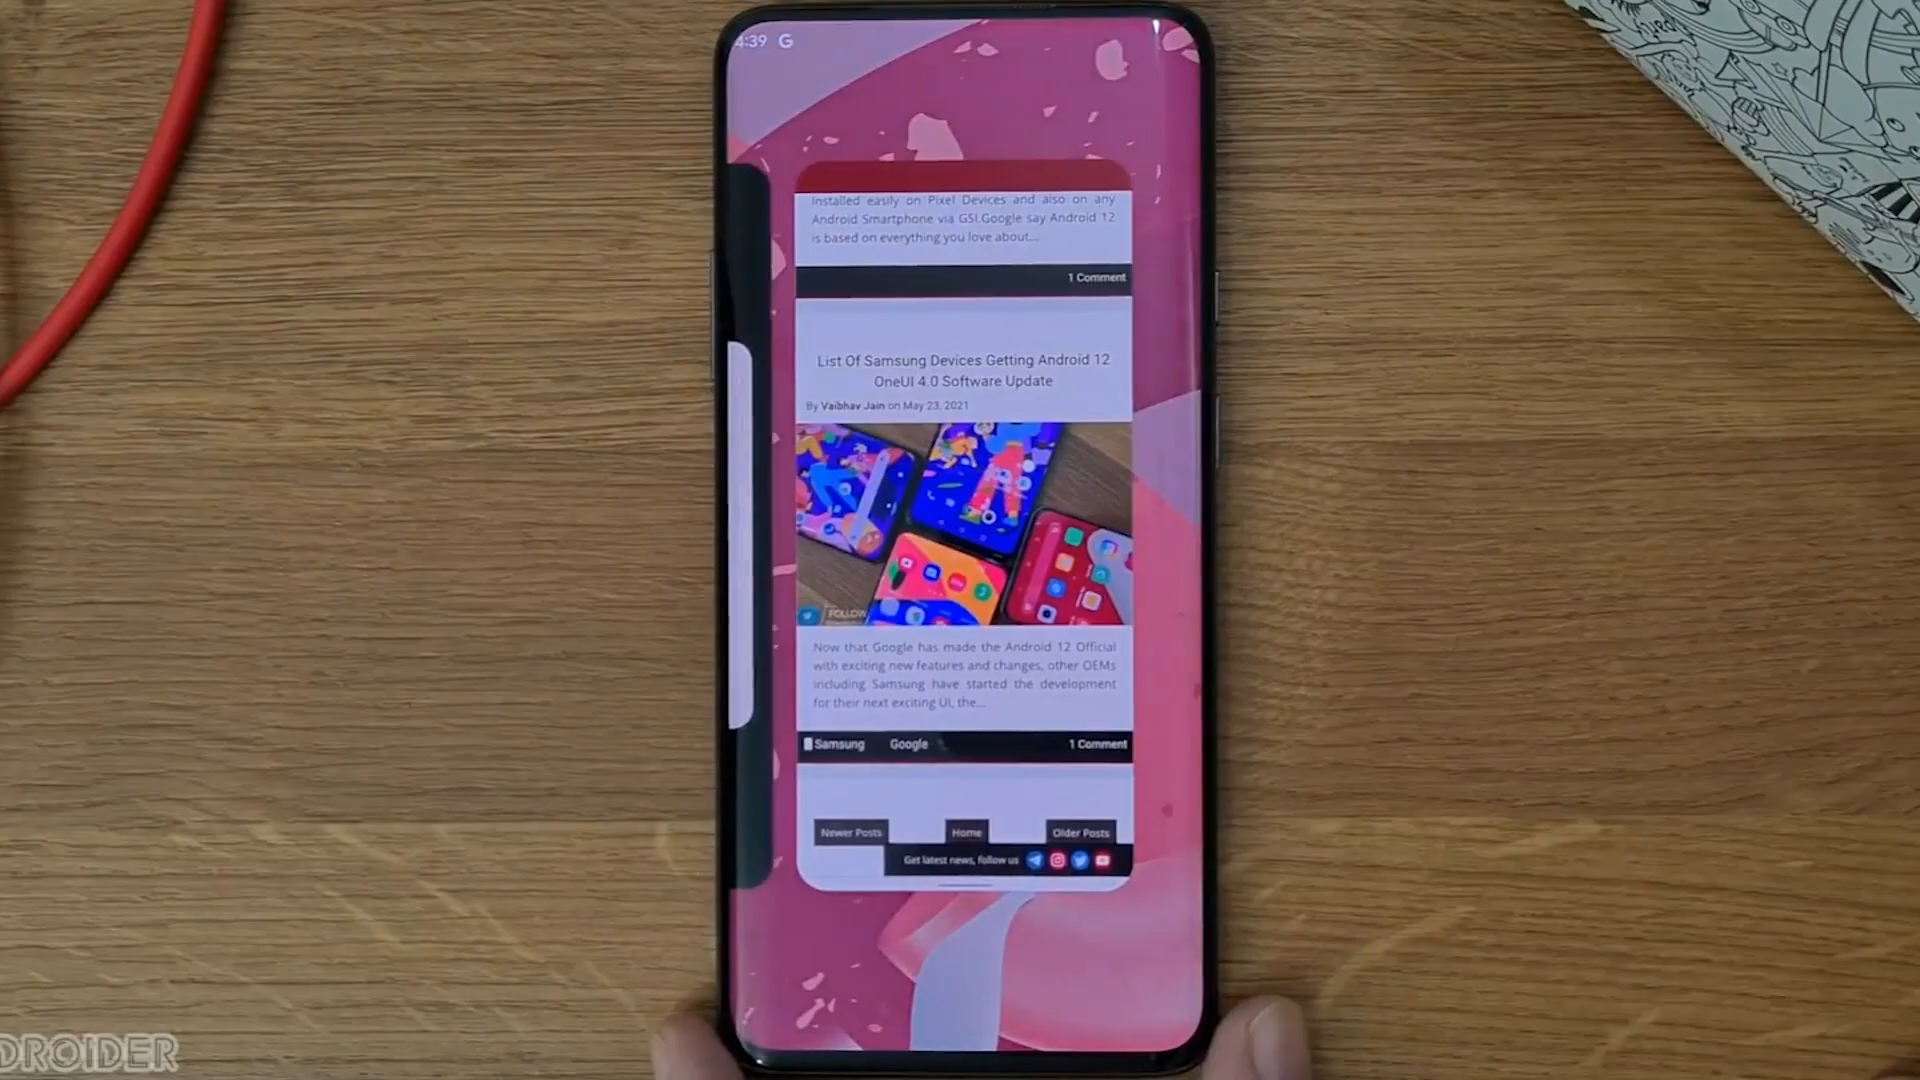 4:39 G
Installed easily on Pixel Devices and also on any
Android Smartphone via GSI.Google say Android 12
is based on everything you love about...
1 Comment
List Of Samsung Devices Getting Android 12
OneUI 4.0 Software Update
By Vaibhav Jain on May 23, 2021
FOLLOW
Now that Google has made the Android 12 Official
with exciting new features and changes, other OEMs
including Samsung have started the development
for their next exciting UI, the...
Samsung Google 1 Comment
Newer Posts Home Older Posts
Get latest news, follow us
DROIDER